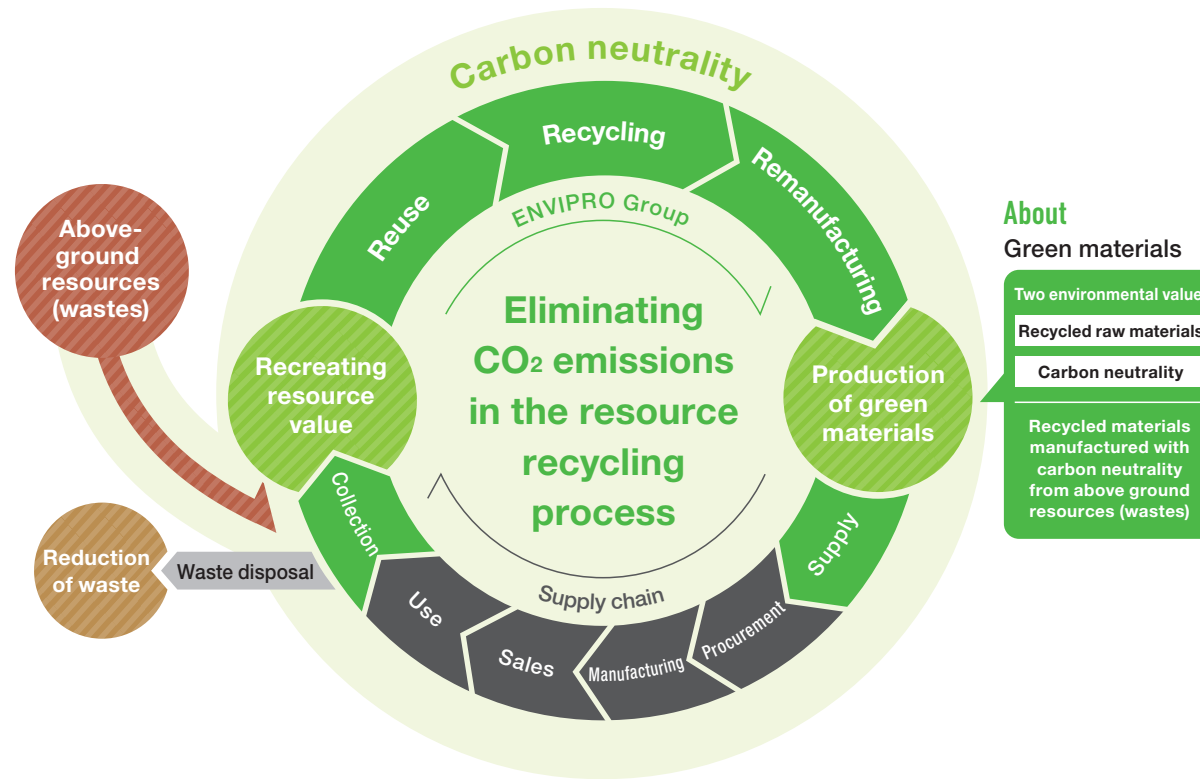 Carbon neutrality
Recycling
Reuse
Remanufacturing
ENVIPRO Group
Above-
ground
resources
(wastes)
Recreating
resource
value
Eliminating
CO2 emissions
in the resource
recycling
process
Production
of green
materials
About
Green materials
Two environmental value
Recycled raw materials
Carbon neutrality
Recycled materials
manufactured with
carbon neutrality
from above ground
resources (wastes)
Collection
Supply
Reduction
of waste
Waste disposal
Supply chain
Use
Sales
Manufacturing
Procurement